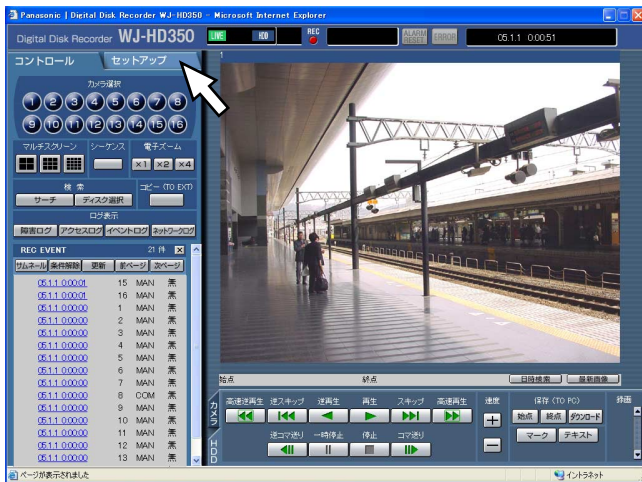 Panasonic | Digital Disk Recorder WJ-HD350 - Microsoft Internet Explorer
Digital Disk Recorder WJ-HD350
LIVE HDD REC ALARM RESET ERROR 05.1.1 0:00:51
コントロール セットアップ
1
カメラ選択
1 2 3 4 5 6 7 8
9 10 11 12 13 14 15 16
マルチスクリーン シーケンス 電子ズーム
×1 ×2 ×4
検 索 コピー (TO EXT)
サーチ ディスク選択
ログ表示
障害ログ アクセスログ イベントログ ネットワークログ
REC EVENT 21 件
サムネール 条件解除 更新 前ページ 次ページ
05.1.1 0:00:01 15 MAN 無
05.1.1 0:00:01 16 MAN 無
05.1.1 0:00:00 1 MAN 無
05.1.1 0:00:00 2 MAN 無
05.1.1 0:00:00 3 MAN 無
05.1.1 0:00:00 4 MAN 無
05.1.1 0:00:00 5 MAN 無
05.1.1 0:00:00 6 MAN 無
05.1.1 0:00:00 7 MAN 無
05.1.1 0:00:00 8 COM 無
05.1.1 0:00:00 9 MAN 無
05.1.1 0:00:00 10 MAN 無
05.1.1 0:00:00 11 MAN 無
05.1.1 0:00:00 12 MAN 無
05.1.1 0:00:00 13 MAN 無
始点 終点 日時検索 最新画像
カメラ
HDD
高速逆再生 逆スキップ 逆再生 再生 スキップ 高速再生 速度 保存 (TO PC) 録画
始点 終点 ダウンロード
逆コマ送り 一時停止 停止 コマ送り
マーク テキスト
ページが表示されました イントラネット